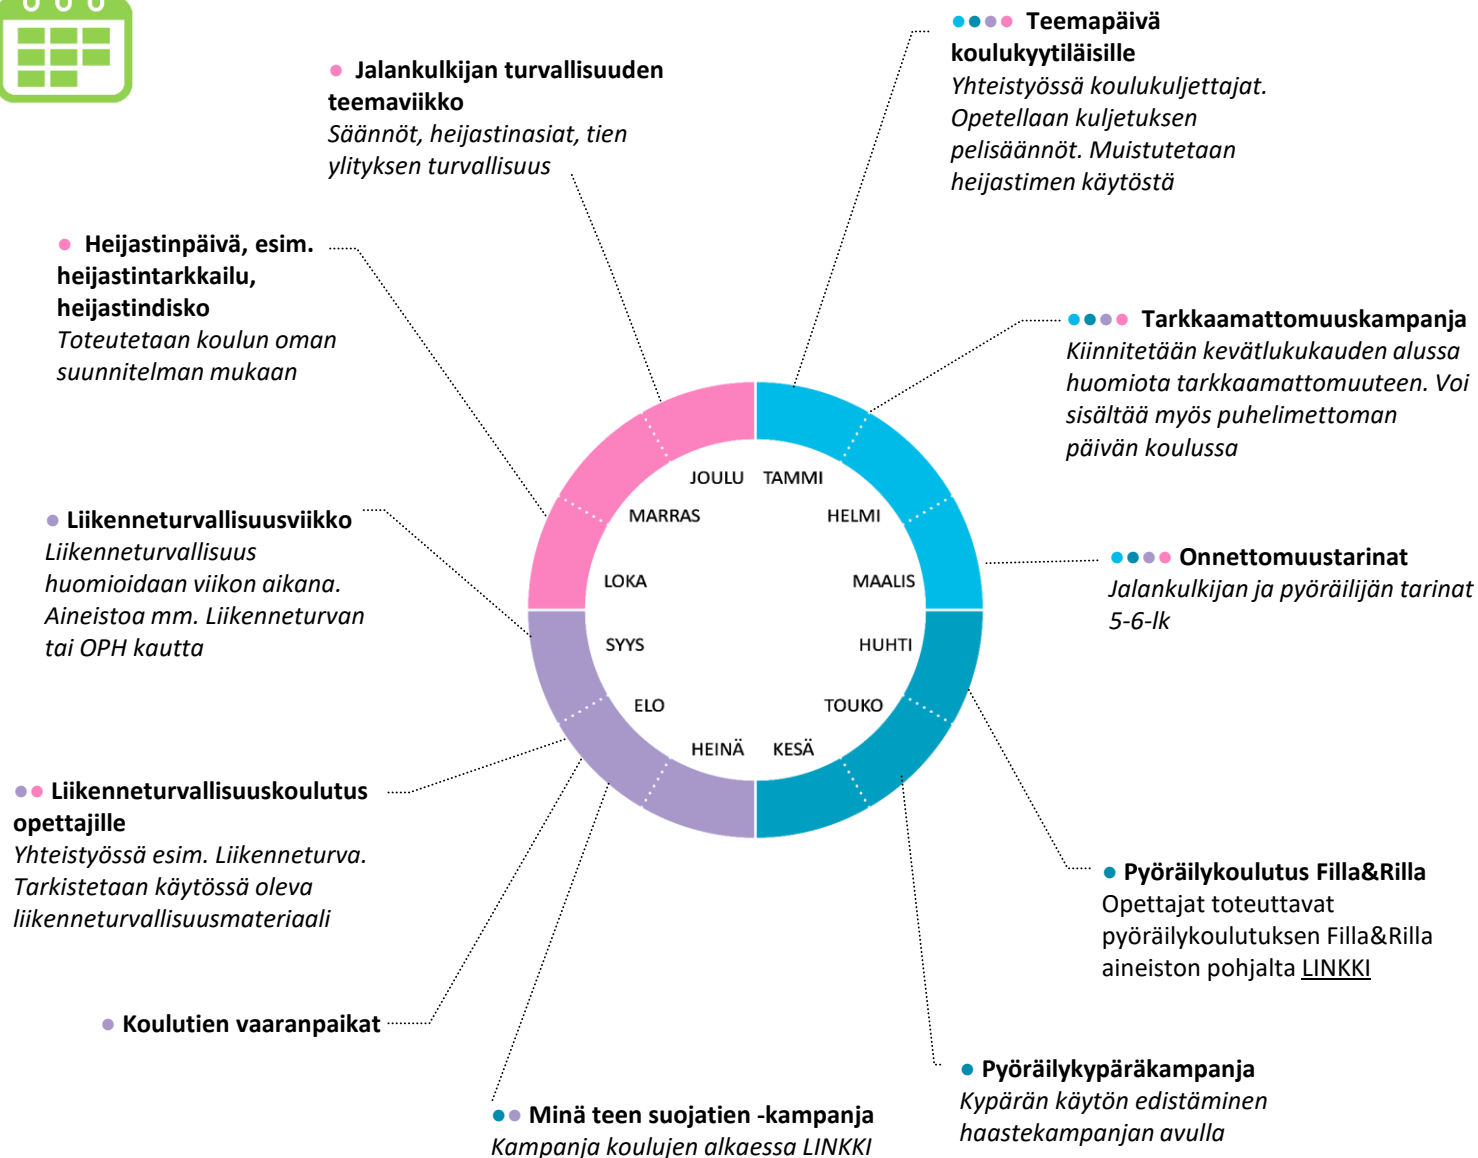 ● Jalankulkijan turvallisuuden
teemaviikko
Säännöt, heijastinasiat, tien
ylityksen turvallisuus
●●●● Teemapäivä
koulukyytiläisille
Yhteistyössä koulukuljettajat.
Opetellaan kuljetuksen
pelisäännöt. Muistutetaan
heijastimen käytöstä
● Heijastinpäivä, esim.
heijastintarkkailu,
heijastindisko
Toteutetaan koulun oman
suunnitelman mukaan
●●●● Tarkkaamattomuuskampanja
Kiinnitetään kevätlukukauden alussa
huomiota tarkkaamattomuuteen. Voi
sisältää myös puhelimettoman
päivän koulussa
● Liikenneturvallisuusviikko
Liikenneturvallisuus
huomioidaan viikon aikana.
Aineistoa mm. Liikenneturvan
tai OPH kautta
●●●● Onnettomuustarinat
Jalankulkijan ja pyöräilijän tarinat
5-6-lk
JOULU TAMMI
MARRAS HELMI
LOKA MAALIS
SYYS HUHTI
ELO TOUKO
HEINÄ KESÄ
●● Liikenneturvallisuuskoulutus
opettajille
Yhteistyössä esim. Liikenneturva.
Tarkistetaan käytössä oleva
liikenneturvallisuusmateriaali
● Pyöräilykoulutus Filla&Rilla
Opettajat toteuttavat
pyöräilykoulutuksen Filla&Rilla
aineiston pohjalta LINKKI
● Koulutien vaaranpaikat
● Pyöräilykypäräkampanja
Kypärän käytön edistäminen
haastekampanjan avulla
●● Minä teen suojatien -kampanja
Kampanja koulujen alkaessa LINKKI